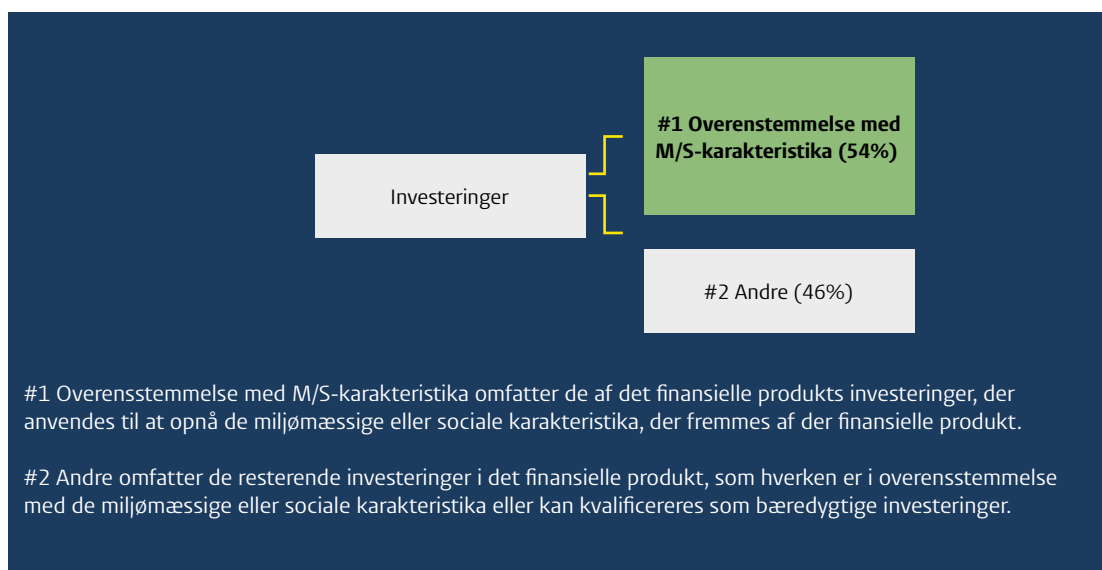 #1 Overenstemmelse med
M/S-karakteristika (54%)
Investeringer
#2 Andre (46%)
#1 Overensstemmelse med M/S-karakteristika omfatter de af det finansielle produkts investeringer, der
anvendes til at opnå de miljømæssige eller sociale karakteristika, der fremmes af der finansielle produkt.
#2 Andre omfatter de resterende investeringer i det finansielle produkt, som hverken er i overensstemmelse
med de miljømæssige eller sociale karakteristika eller kan kvalificereres som bæredygtige investeringer.